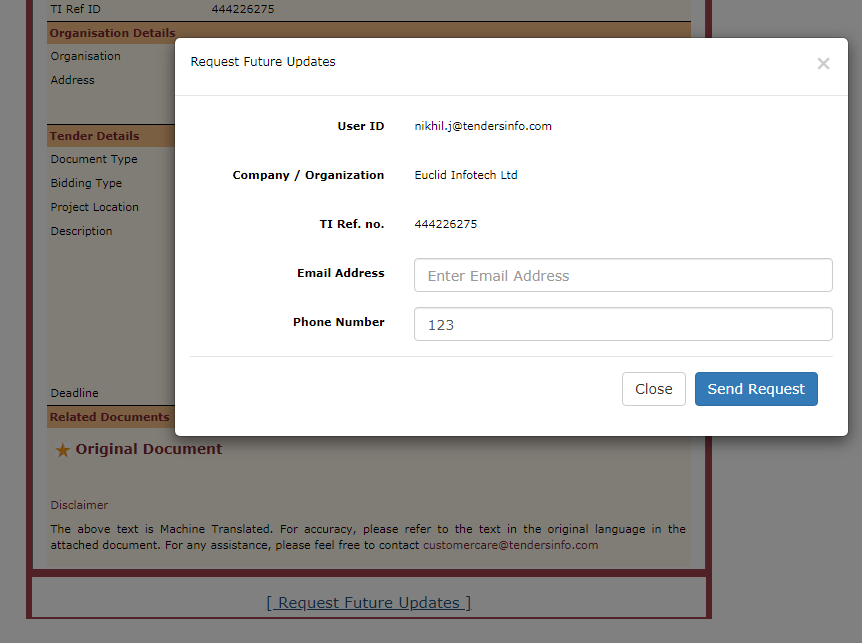 TI Ref ID 444226275
Organisation Details
Organisation
Address
Tender Details
Document Type
Bidding Type
Project Location
Description
Deadline
Related Documents
Request Future Updates ×
User ID nikhil.j@tendersinfo.com
Company / Organization Euclid Infotech Ltd
TI Ref. no. 444226275
Email Address Enter Email Address
Phone Number 123
Close Send Request
Original Document
Disclaimer
The above text is Machine Translated. For accuracy, please refer to the text in the original language in the
attached document. For any assistance, please feel free to contact customercare@tendersinfo.com
[ Request Future Updates ]